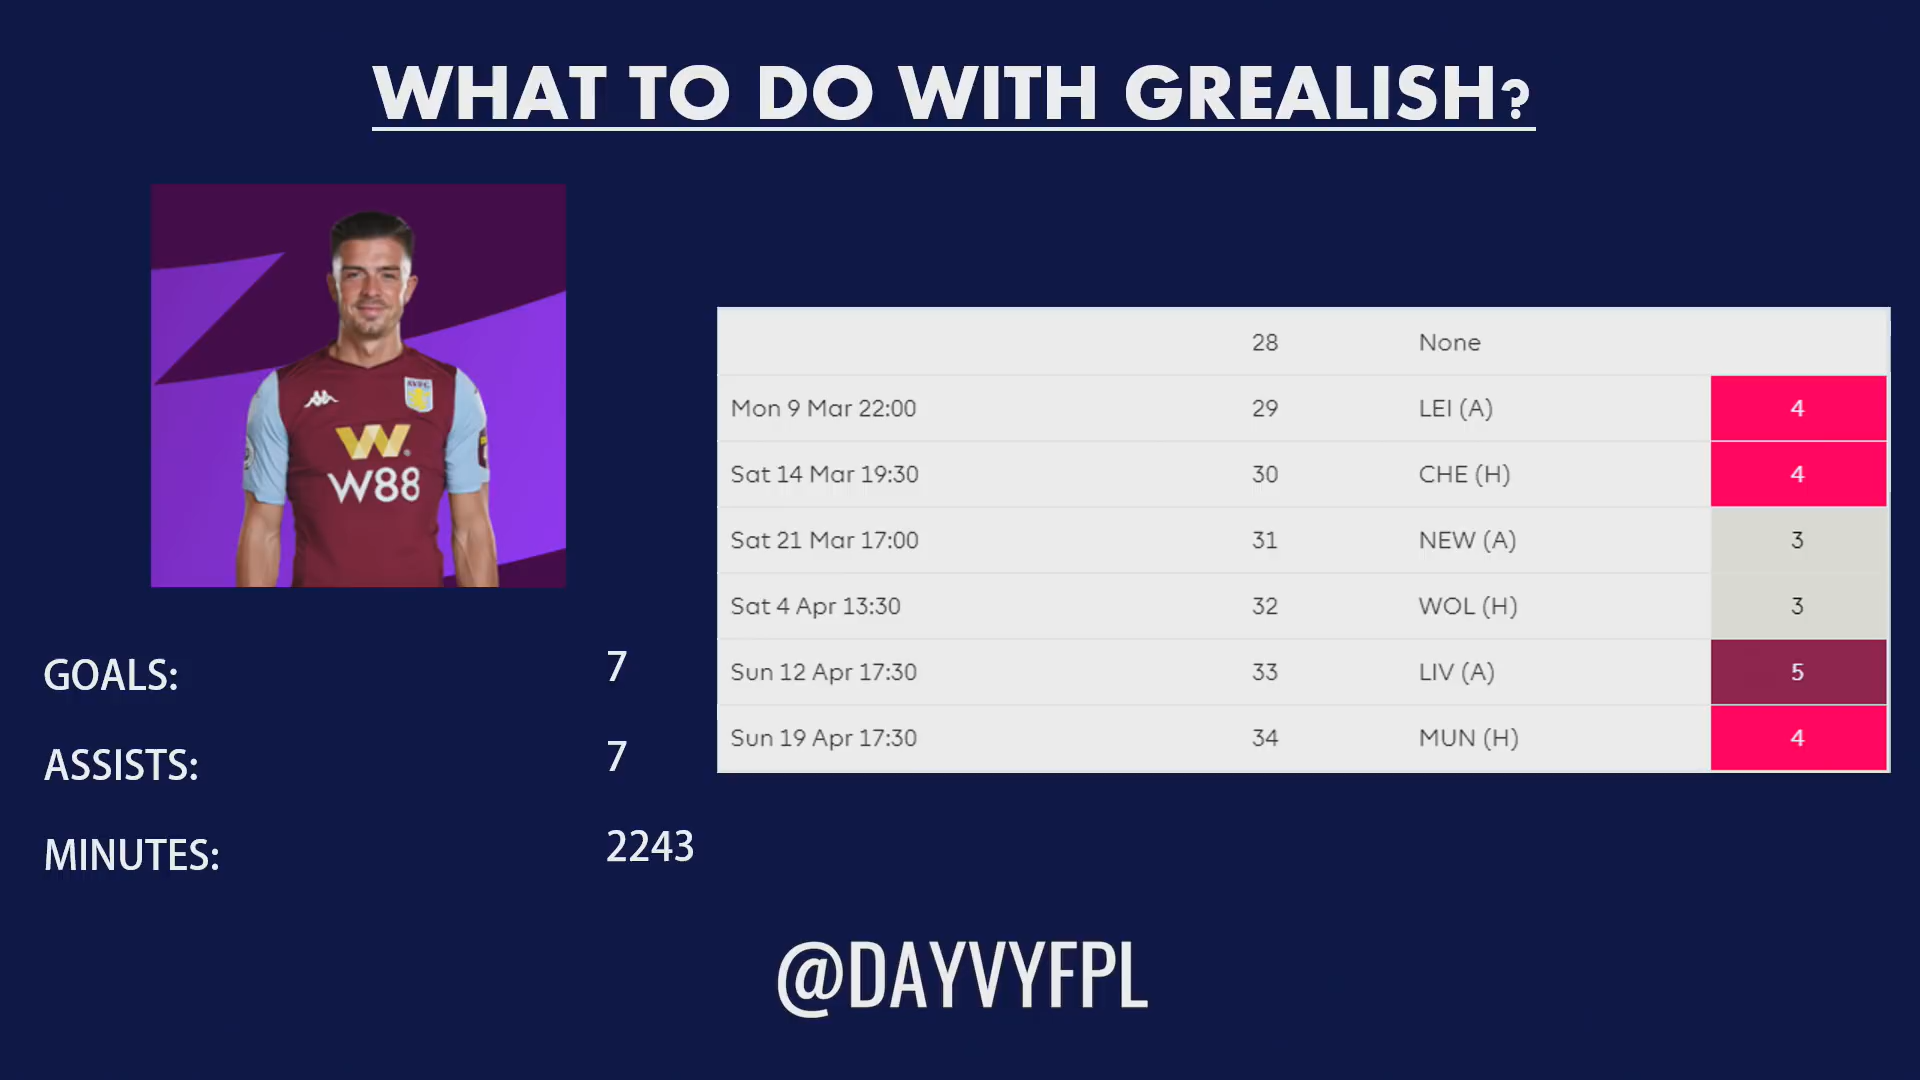 WHAT TO DO WITH GREALISH?
AVFC
W88
28 None
Mon 9 Mar 22:00 29 LEI (A) 4
Sat 14 Mar 19:30 30 CHE (H) 4
Sat 21 Mar 17:00 31 NEW (A) 3
Sat 4 Apr 13:30 32 WOL (H) 3
Sun 12 Apr 17:30 33 LIV (A) 5
Sun 19 Apr 17:30 34 MUN (H) 4
GOALS: 7
ASSISTS: 7
MINUTES: 2243
@DAYVYFPL